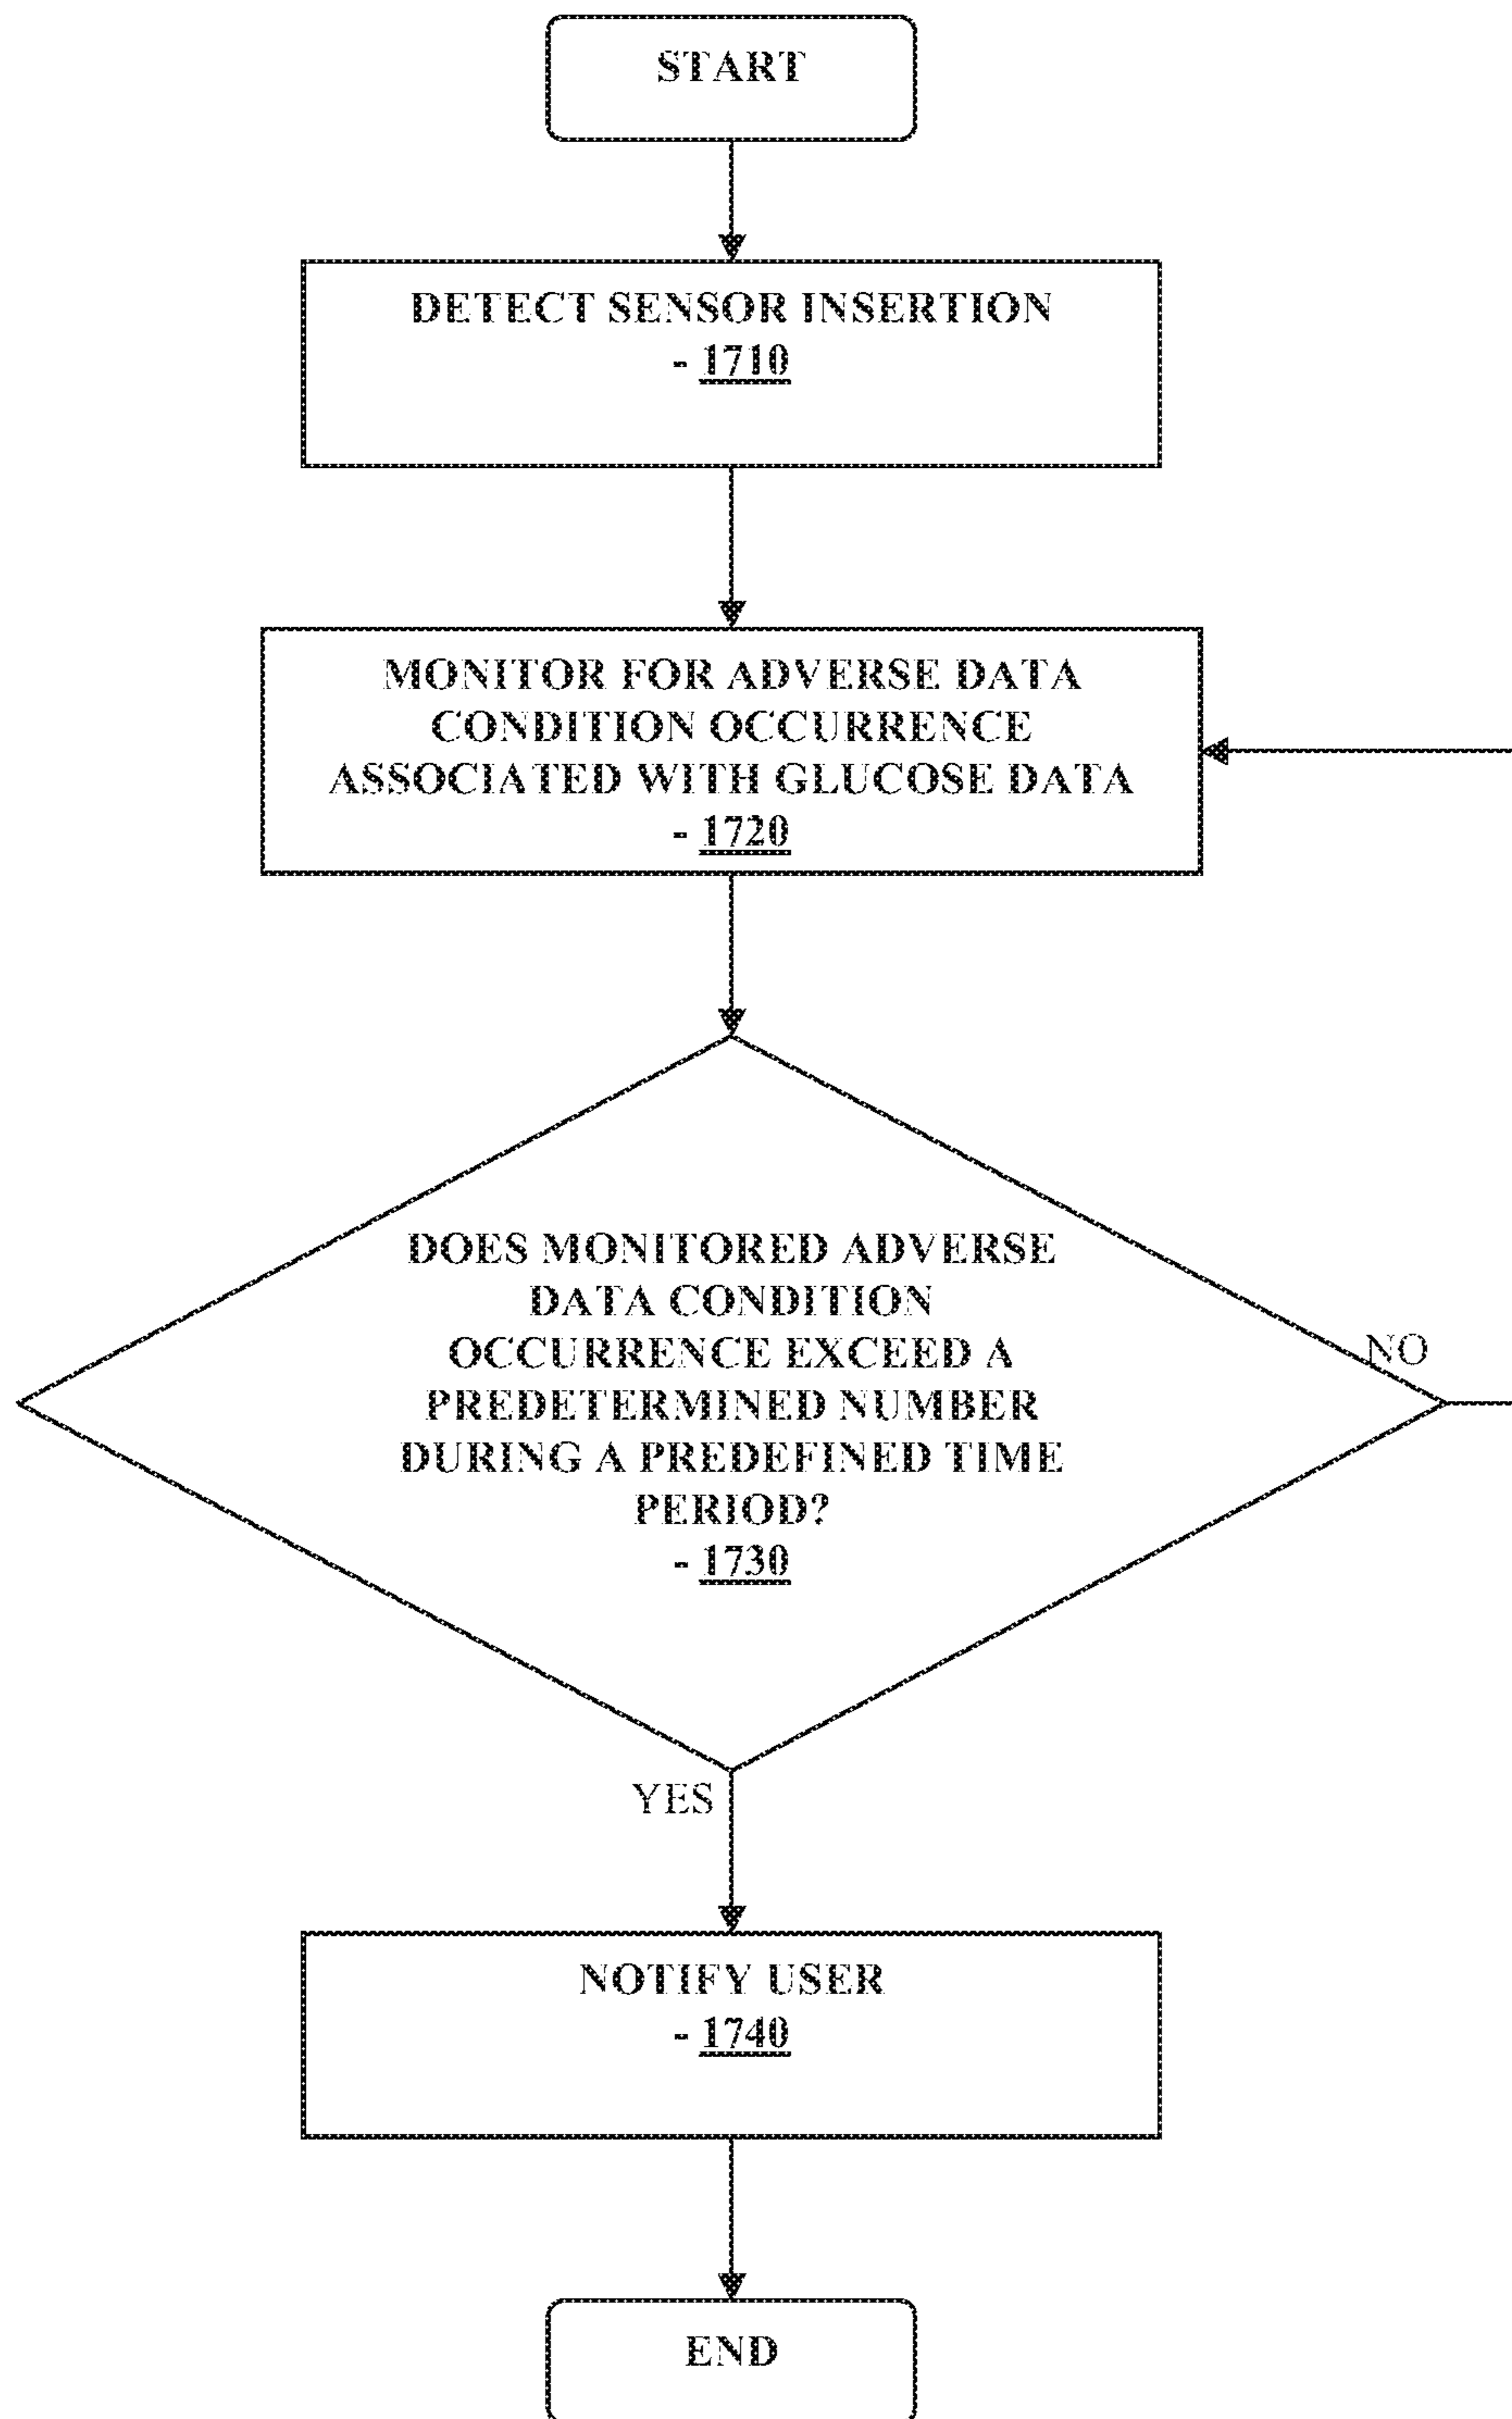 START
DETECT SENSOR INSERTION
- 1710
MONITOR FOR ADVERSE DATA
CONDITION OCCURRENCE
ASSOCIATED WITH GLUCOSE DATA
- 1720
DOES MONITORED ADVERSE
DATA CONDITION
OCCURRENCE EXCEED A
PREDETERMINED NUMBER
DURING A PREDEFINED TIME
PERIOD?
- 1730
NO
YES
NOTIFY USER
- 1740
END